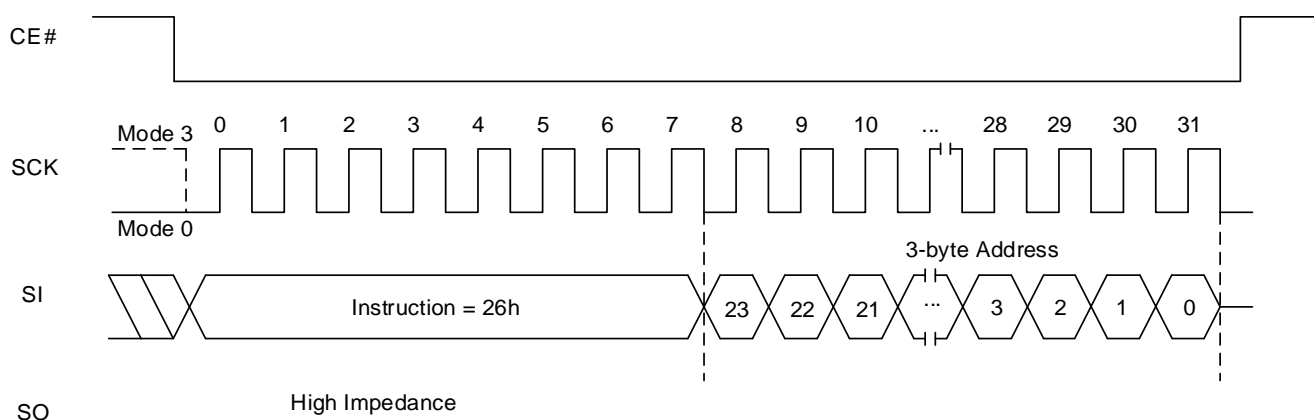 CE#
Mode 3
0 1 2 3 4 5 6 7 8 9 10 ... 28 29 30 31
SCK
Mode 0
3-byte Address
SI
Instruction = 26h
23 22 21 ... 3 2 1 0
High Impedance
SO